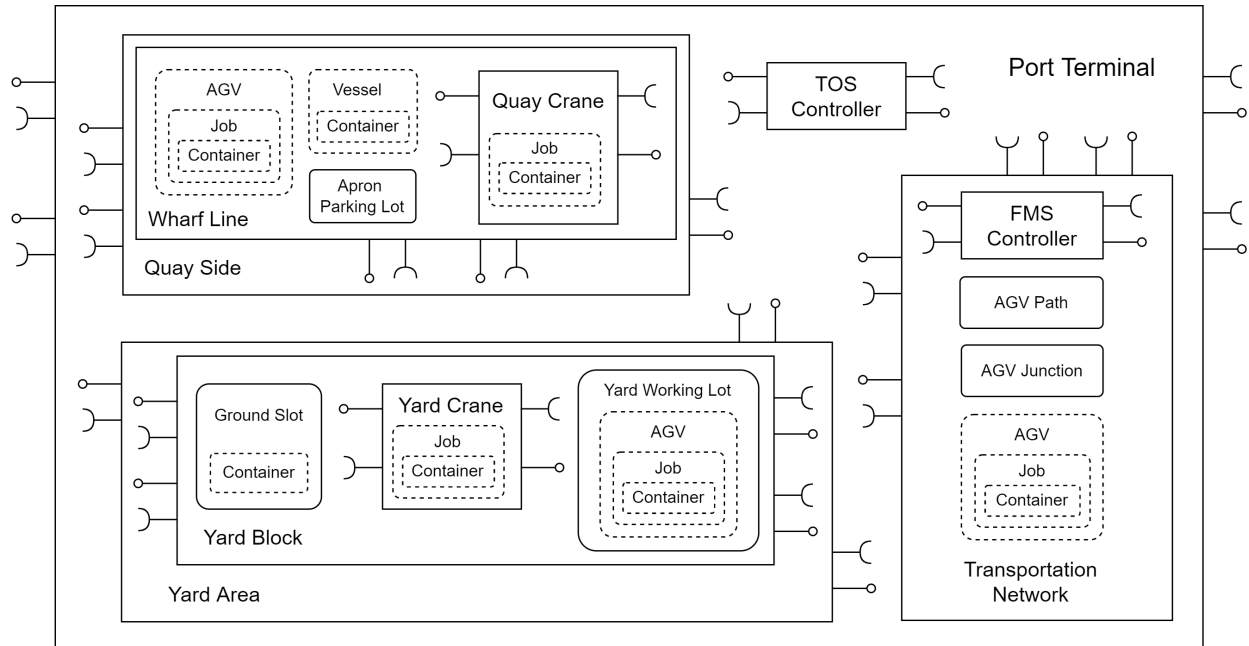 Port Terminal
AGV
Job
Container
Vessel
Container
Apron
Parking Lot
Quay Crane
Job
Container
Wharf Line
Quay Side
TOS
Controller
FMS
Controller
AGV Path
AGV Junction
AGV
Job
Container
Transportation
Network
Ground Slot
Container
Yard Crane
Job
Container
Yard Working Lot
AGV
Job
Container
Yard Block
Yard Area